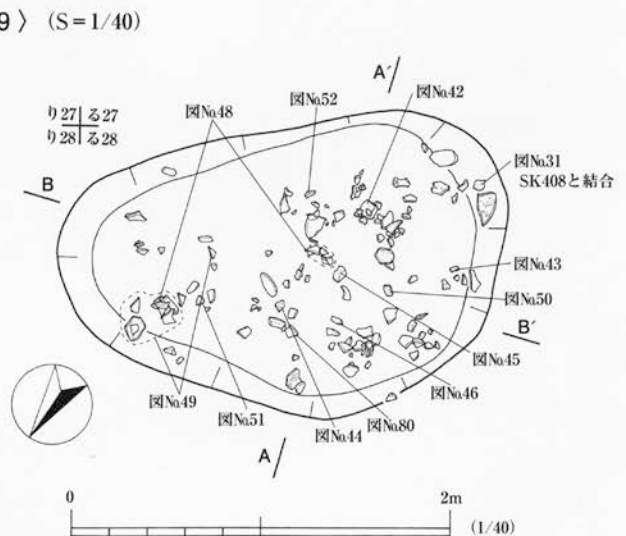 9 〉 (S＝1/40)
A′
図No.42
図No.52
図No.48
り27 る27
り28 る28
図No.31
SK408と結合
B
図No.43
図No.50
B′
図No.45
図No.46
図No.49
図No.51
図No.80
図No.44
A
0 2m
(1/40)